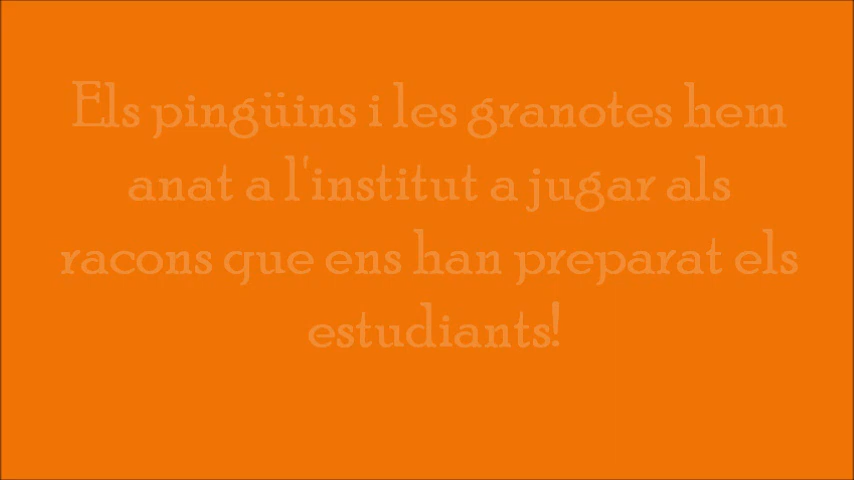 Els pingüins i les granotes hem
anat a l'institut a jugar als
racons que ens han preparat els
estudiants!